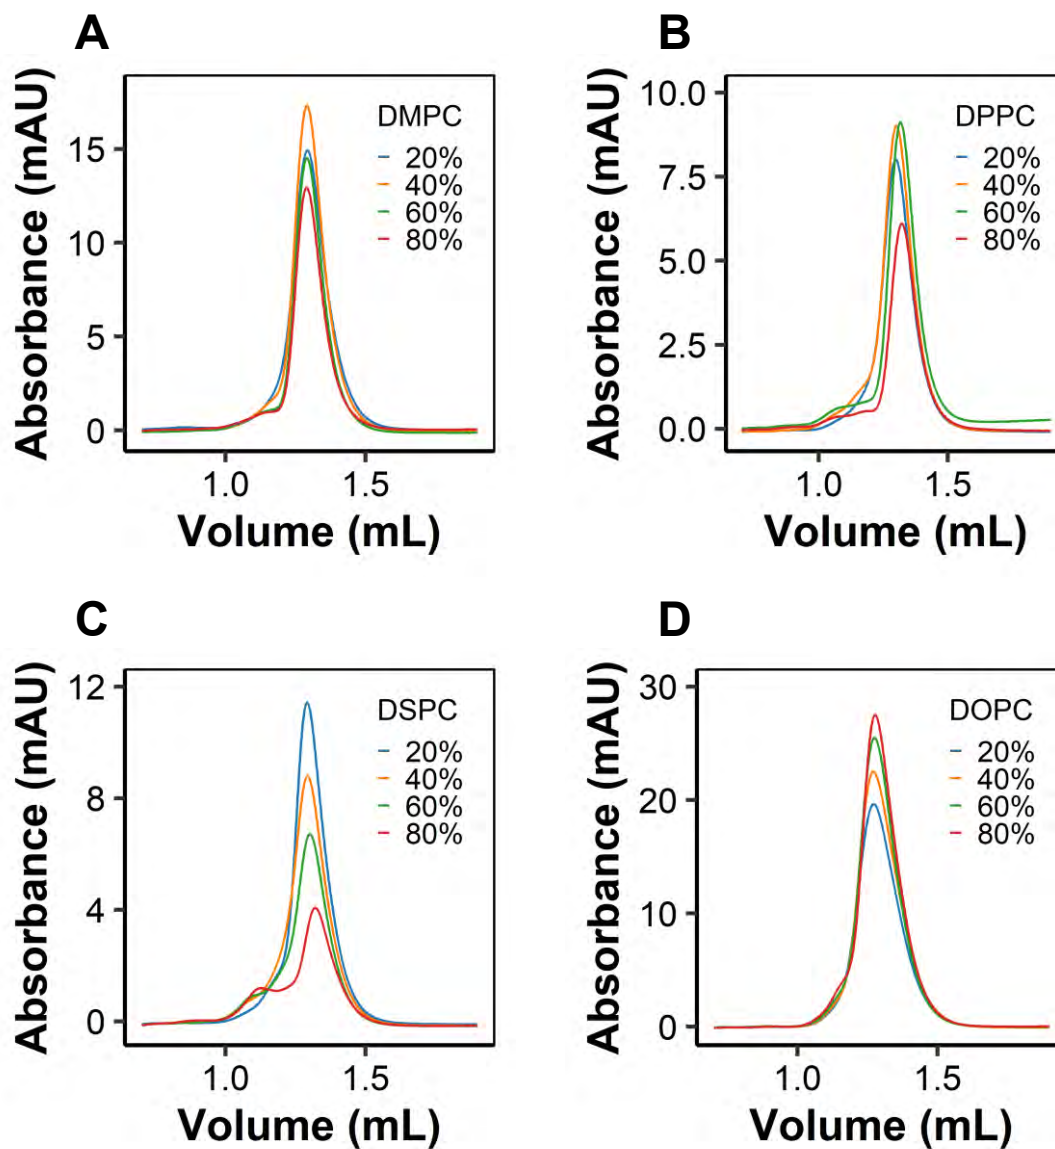 A
Absorbance (mAU)
15
10
5
0
DMPC
20%
40%
60%
80%
1.0 1.5
Volume (mL)
B
Absorbance (mAU)
10.0
7.5
5.0
2.5
0.0
DPPC
20%
40%
60%
80%
1.0 1.5
Volume (mL)
C
Absorbance (mAU)
12
8
4
0
DSPC
20%
40%
60%
80%
1.0 1.5
Volume (mL)
D
Absorbance (mAU)
30
20
10
0
DOPC
20%
40%
60%
80%
1.0 1.5
Volume (mL)